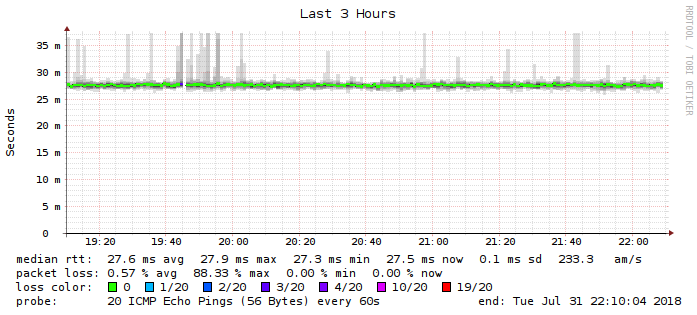 Last 3 Hours
RRDTOOL / TOBI OETIKER
Seconds
35 m
30 m
25 m
20 m
15 m
10 m
5 m
0
19:20 19:40 20:00 20:20 20:40 21:00 21:20 21:40 22:00
median rtt: 27.6 ms avg 27.9 ms max 27.3 ms min 27.5 ms now 0.1 ms sd 233.3 am/s
packet loss: 0.57 % avg 88.33 % max 0.00 % min 0.00 % now
loss color: 0 1/20 2/20 3/20 4/20 10/20 19/20
probe: 20 ICMP Echo Pings (56 Bytes) every 60s end: Tue Jul 31 22:10:04 2018